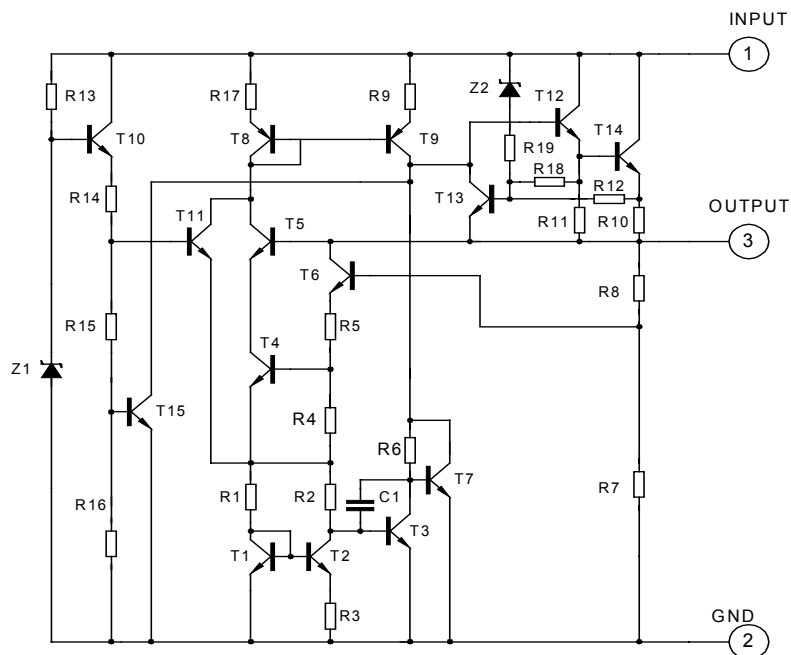 INPUT
1
R13
R17
R9
Z2
T12
T10
T8
T9
T14
R19
R18
R14
T13
R12
T11
T5
R11
R10
OUTPUT
3
T6
R8
R15
R5
Z1
T4
T15
R4
R6
T7
R16
R1
R2
C1
R7
T1
T2
T3
R3
GND
2